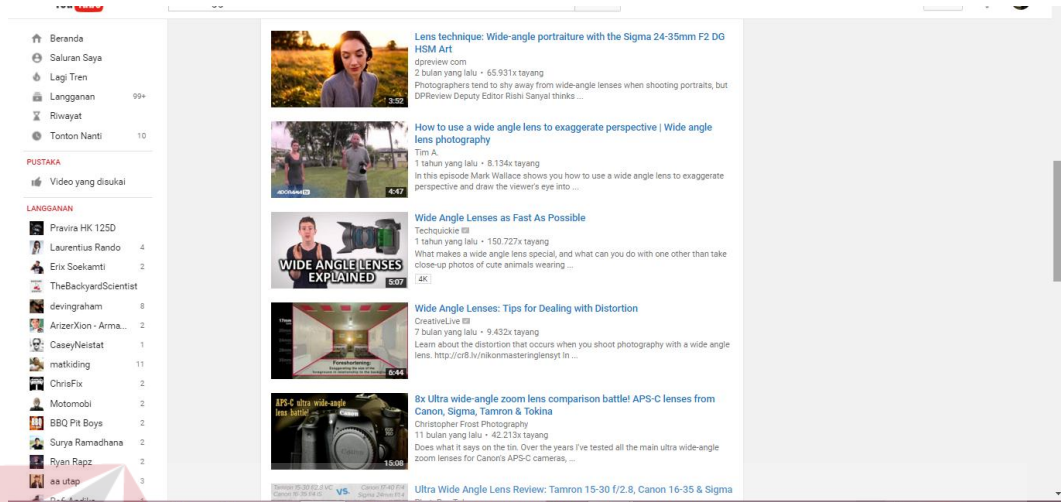 Beranda
Saluran Saya
Lagi Tren
Langganan 99+
Riwayat
Tonton Nanti 10
PUSTAKA
Video yang disukai
LANGGANAN
Pravira HK 125D
Laurentius Rando 4
Erix Soekamti 2
TheBackyardScientist
devingraham 8
ArizerXion - Arma... 2
CaseyNeistat 1
matkiding 11
ChrisFix 2
Motomobi 2
BBQ Pit Boys 2
Surya Ramadhana 2
Ryan Rapz 2
aa utap 3
3:52
Lens technique: Wide-angle portraiture with the Sigma 24-35mm F2 DG
HSM Art
dpreview com
2 bulan yang lalu • 65.931x tayang
Photographers tend to shy away from wide-angle lenses when shooting portraits, but
DPReview Deputy Editor Rishi Sanyal thinks ...
ADORAMATV
4:47
How to use a wide angle lens to exaggerate perspective | Wide angle
lens photography
Tim A.
1 tahun yang lalu • 8.134x tayang
In this episode Mark Wallace shows you how to use a wide angle lens to exaggerate
perspective and draw the viewer's eye into ...
WIDE ANGLE LENSES
EXPLAINED
5:07
Wide Angle Lenses as Fast As Possible
Techquickie
1 tahun yang lalu • 150.727x tayang
What makes a wide angle lens special, and what can you do with one other than take
close-up photos of cute animals wearing ...
4K
Foreshortening:
5:44
Wide Angle Lenses: Tips for Dealing with Distortion
CreativeLive
7 bulan yang lalu • 9.432x tayang
Learn about the distortion that occurs when you shoot photography with a wide angle
lens. http://cr8.lv/nikonmasteringlensyt In ...
APS-C ultra wide-angle
lens battle!
Canon
15:08
8x Ultra wide-angle zoom lens comparison battle! APS-C lenses from
Canon, Sigma, Tamron & Tokina
Christopher Frost Photography
11 bulan yang lalu • 42.213x tayang
Does what it says on the tin. Over the years I've tested all the main ultra wide-angle
zoom lenses for Canon's APS-C cameras, ...
VS.
Ultra Wide Angle Lens Review: Tamron 15-30 f/2.8, Canon 16-35 & Sigma